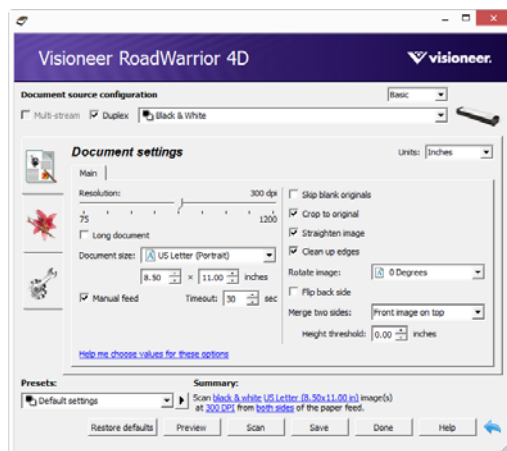 Visioneer RoadWarrior 4D
visioneer.
Document source configuration
Basic
Multi-stream Duplex Black & White
Document settings
Units: Inches
Main
Resolution: 300 dpi
75 1200
Long document
Document size: US Letter (Portrait)
8.50 × 11.00 inches
Manual feed Timeout: 30 sec
Help me choose values for these options
Skip blank originals
Crop to original
Straighten image
Clean up edges
Rotate image: 0 Degrees
Flip back side
Merge two sides: Front image on top
Height threshold: 0.00 inches
Presets: Summary:
Default settings
Scan black & white US Letter (8.50x11.00 in) image(s)
at 300 DPI from both sides of the paper feed.
Restore defaults Preview Scan Save Done Help